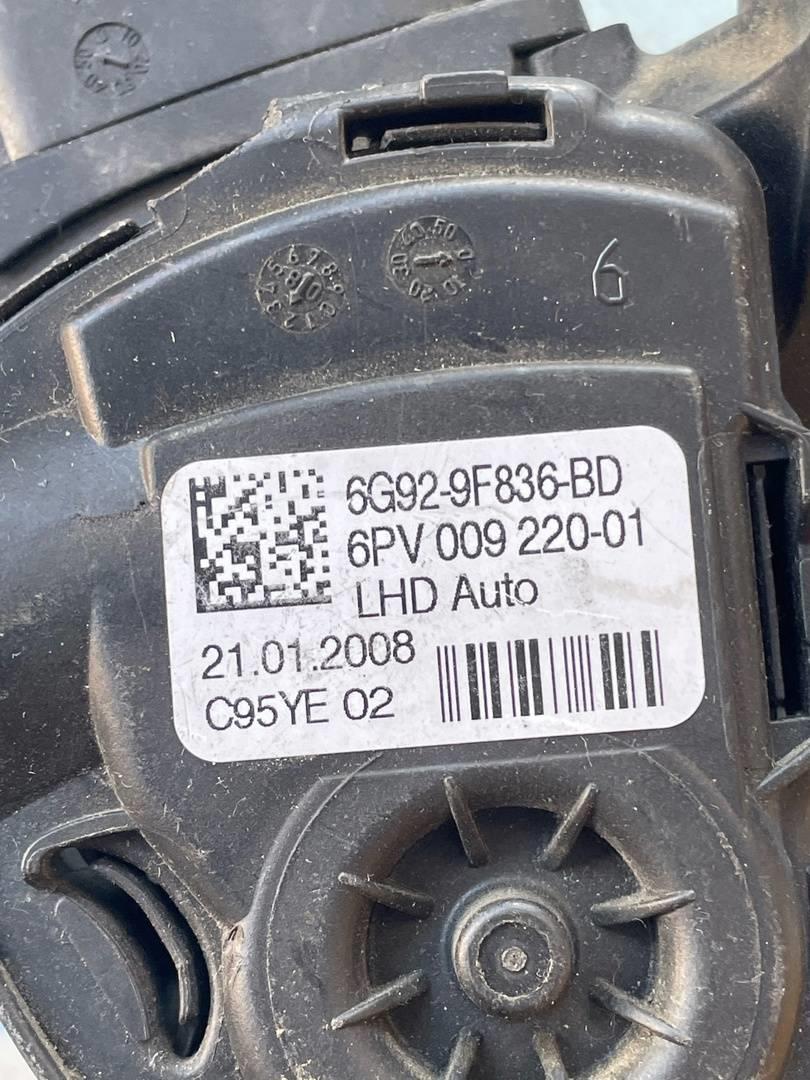 6
6G92-9F836-BD
6PV 009 220-01
LHD Auto
21.01.2008
C95YE 02